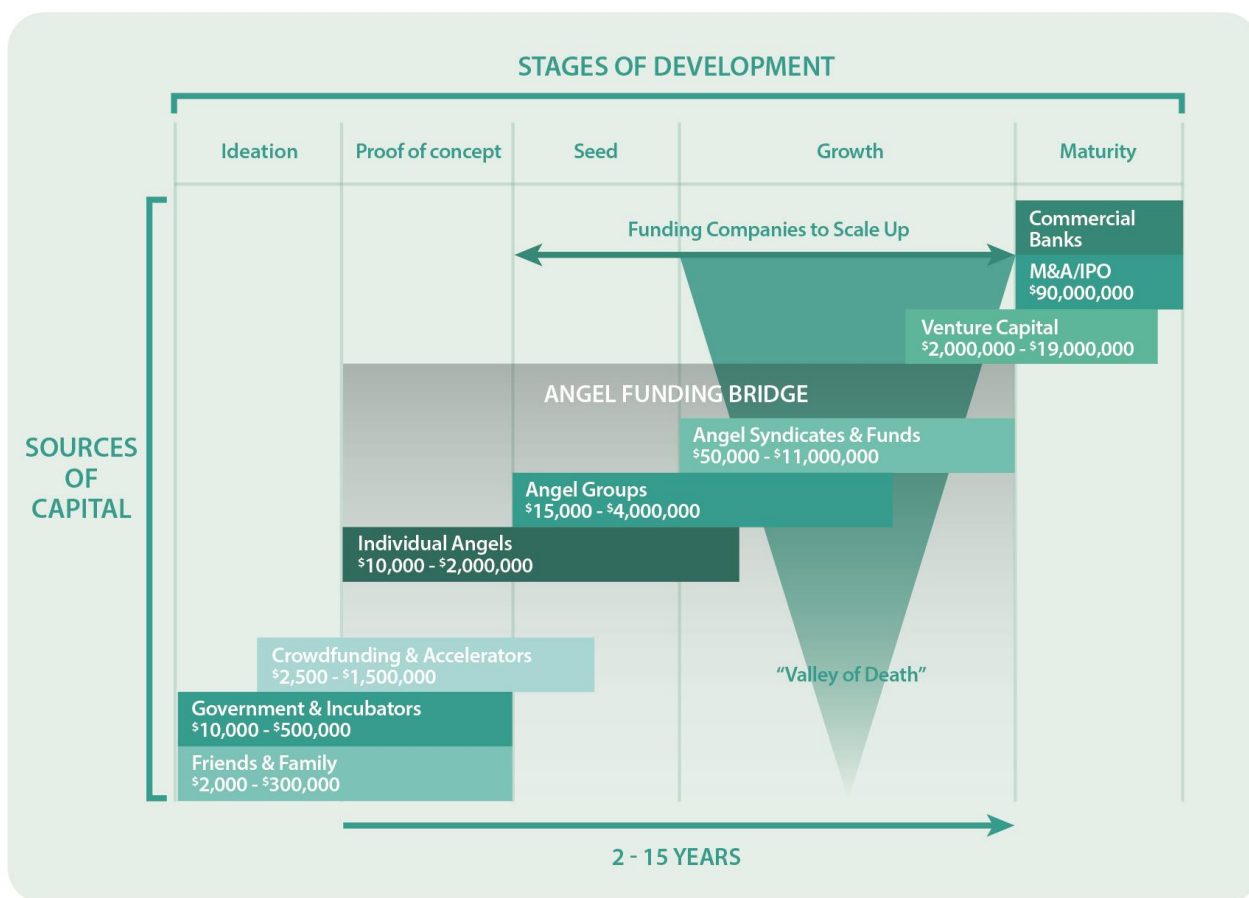 STAGES OF DEVELOPMENT
Ideation
Proof of concept
Seed
Growth
Maturity
Funding Companies to Scale Up
Commercial
Banks
M&A/IPO
$90,000,000
Venture Capital
$2,000,000 - $19,000,000
ANGEL FUNDING BRIDGE
Angel Syndicates & Funds
$50,000 - $11,000,000
SOURCES
OF
CAPITAL
Angel Groups
$15,000 - $4,000,000
Individual Angels
$10,000 - $2,000,000
Crowdfunding & Accelerators
$2,500 - $1,500,000
"Valley of Death"
Government & Incubators
$10,000 - $500,000
Friends & Family
$2,000 - $300,000
2 - 15 YEARS